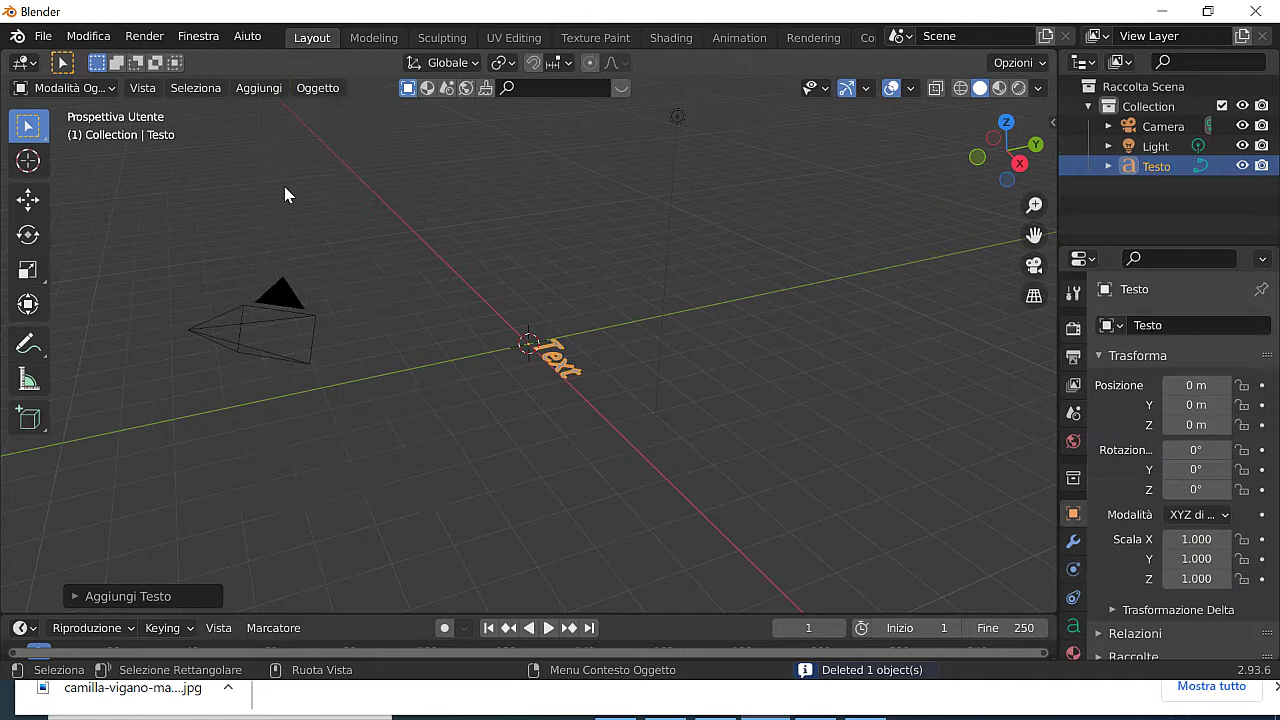 Blender
File Modifica Render Finestra Aiuto Layout Modeling Sculpting UV Editing Texture Paint Shading Animation Rendering Co Scene View Layer
Globale Opzioni
Modalità Og... Vista Seleziona Aggiungi Oggetto
Prospettiva Utente
(1) Collection | Testo
Z
Y
X
Text
Raccolta Scena
Collection
Camera
Light
Testo
Testo
Testo
Trasforma
Posizione 0 m
Y 0 m
Z 0 m
Rotazion... 0°
Y 0°
Z 0°
Modalità XYZ di ...
Scala X 1.000
Y 1.000
Z 1.000
Trasformazione Delta
Relazioni
Raccolte
Aggiungi Testo
Riproduzione Keying Vista Marcatore 1 Inizio 1 Fine 250
Seleziona Selezione Rettangolare Ruota Vista Menu Contesto Oggetto Deleted 1 object(s) 2.93.6
camilla-vigano-ma....jpg Mostra tutto